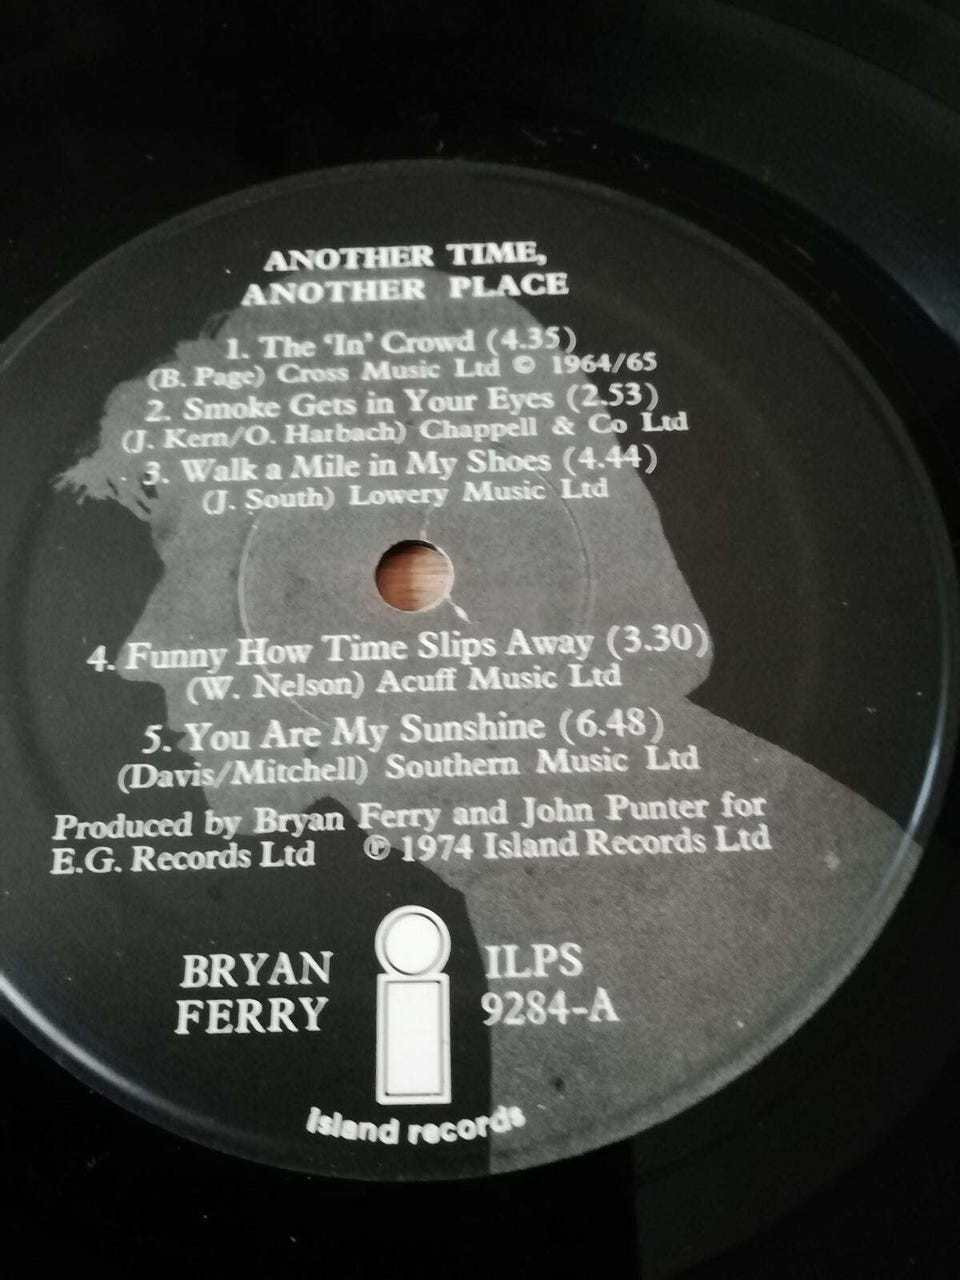 ANOTHER TIME,
ANOTHER PLACE
1. The 'In' Crowd (4.35)
(B. Page) Cross Music Ltd © 1964/65
2. Smoke Gets in Your Eyes (2.53)
(J. Kern/O. Harbach) Chappell & Co Ltd
3. Walk a Mile in My Shoes (4.44)
(J. South) Lowery Music Ltd
4. Funny How Time Slips Away (3.30)
(W. Nelson) Acuff Music Ltd
5. You Are My Sunshine (6.48)
(Davis/Mitchell) Southern Music Ltd
Produced by Bryan Ferry and John Punter for
E.G. Records Ltd ℗ 1974 Island Records Ltd
BRYAN
FERRY
ILPS
9284-A
island records